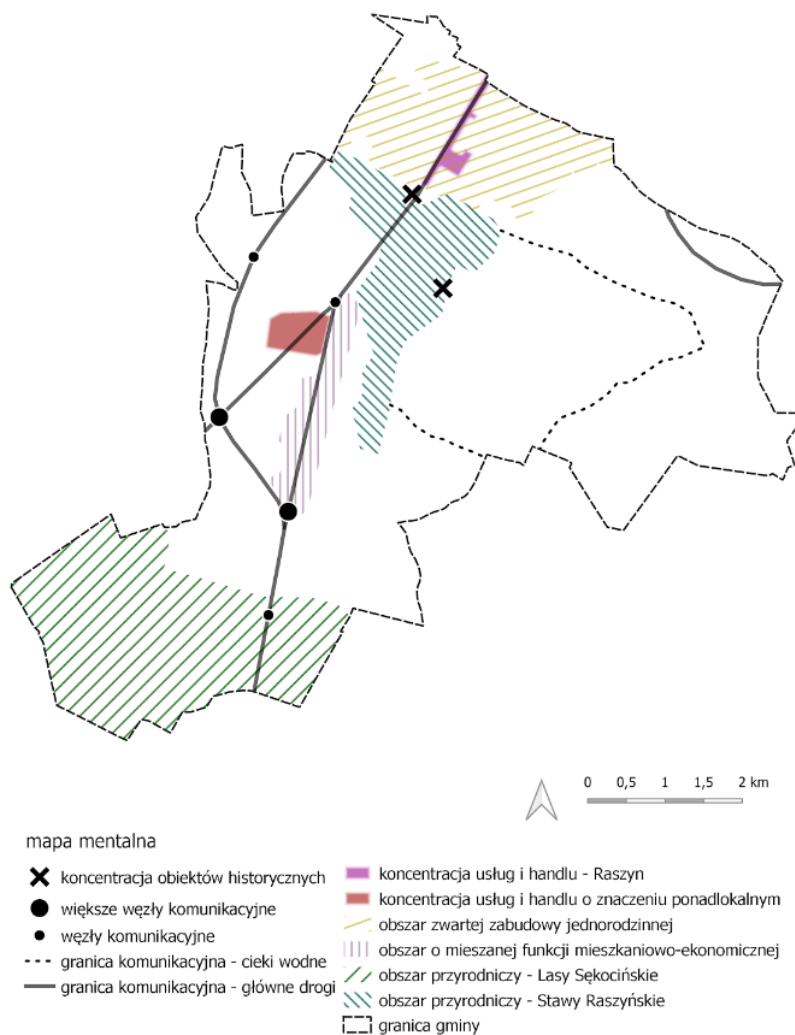 0 0,5 1 1,5 2 km
mapa mentalna
koncentracja obiektów historycznych
większe węzły komunikacyjne
węzły komunikacyjne
granica komunikacyjna - cieki wodne
granica komunikacyjna - główne drogi
koncentracja usług i handlu - Raszyn
koncentracja usług i handlu o znaczeniu ponadlokalnym
obszar zwartej zabudowy jednorodzinnej
obszar o mieszanej funkcji mieszkaniowo-ekonomicznej
obszar przyrodniczy - Lasy Sękocińskie
obszar przyrodniczy - Stawy Raszyńskie
granica gminy